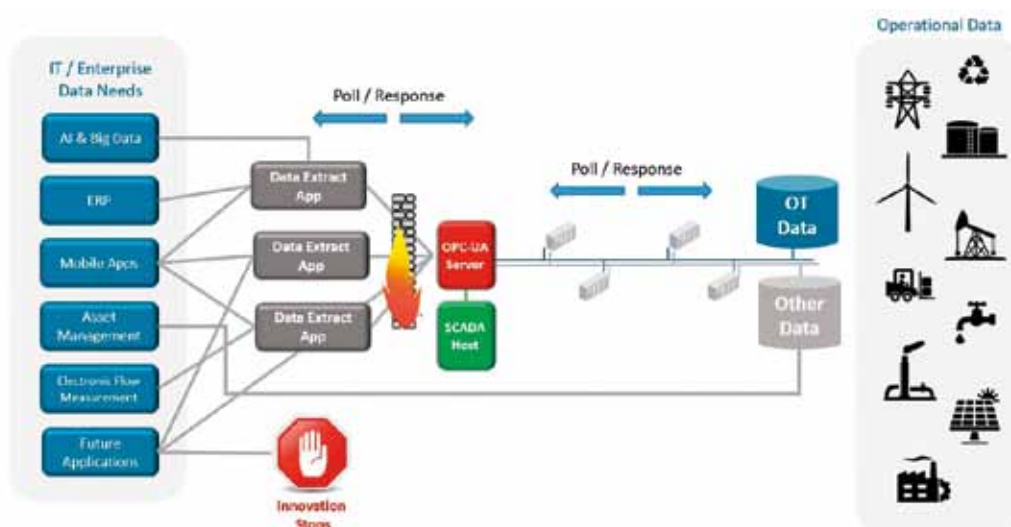 Operational Data
IT / Enterprise
Data Needs
AI & Big Data
ERP
Mobile Apps
Asset
Management
Electronic Flow
Measurement
Future
Applications
Poll / Response
Data Extract
App
Data Extract
App
Data Extract
App
Innovation
Stops
OPC-UA
Server
SCADA
Host
Poll / Response
OT
Data
Other
Data